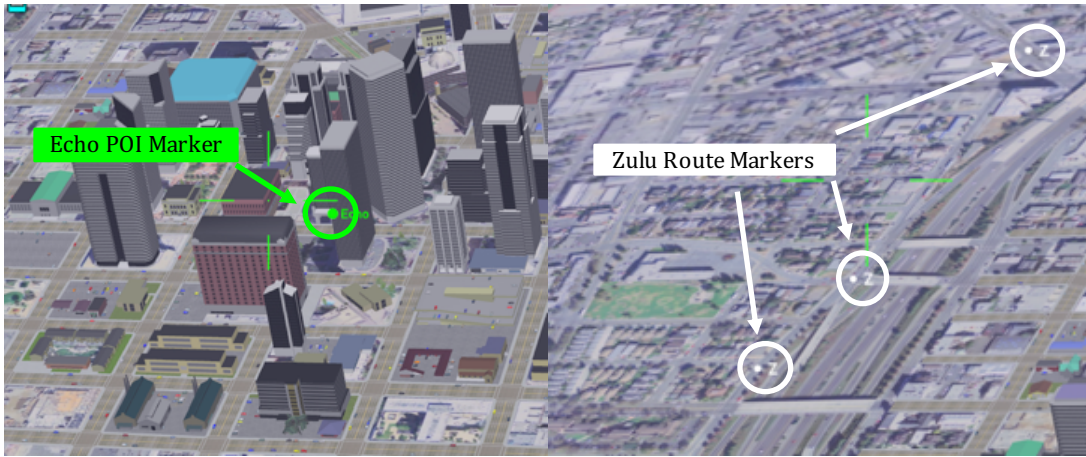 Echo POI Marker
Echo
Zulu Route Markers
Z
Z
Z